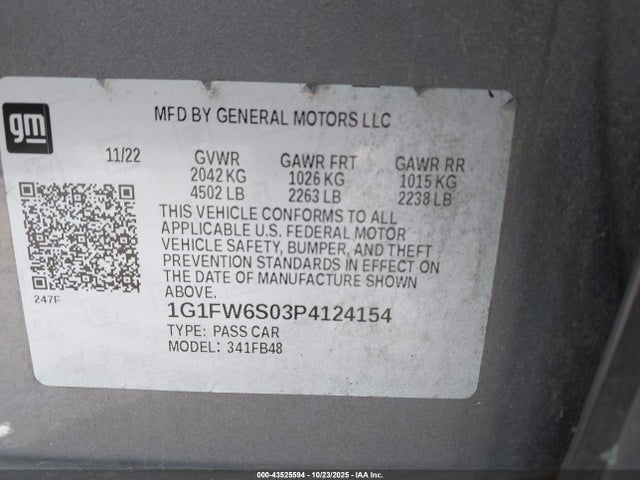 gm
MFD BY GENERAL MOTORS LLC
11/22 GVWR GAWR FRT GAWR RR
2042 KG 1026 KG 1015 KG
4502 LB 2263 LB 2238 LB
THIS VEHICLE CONFORMS TO ALL
APPLICABLE U.S. FEDERAL MOTOR
VEHICLE SAFETY, BUMPER, AND THEFT
PREVENTION STANDARDS IN EFFECT ON
THE DATE OF MANUFACTURE SHOWN
ABOVE.
247F
1G1FW6S03P4124154
TYPE: PASS CAR
MODEL: 341FB48
000-43525594 | 10/23/2025 - IAA Inc.